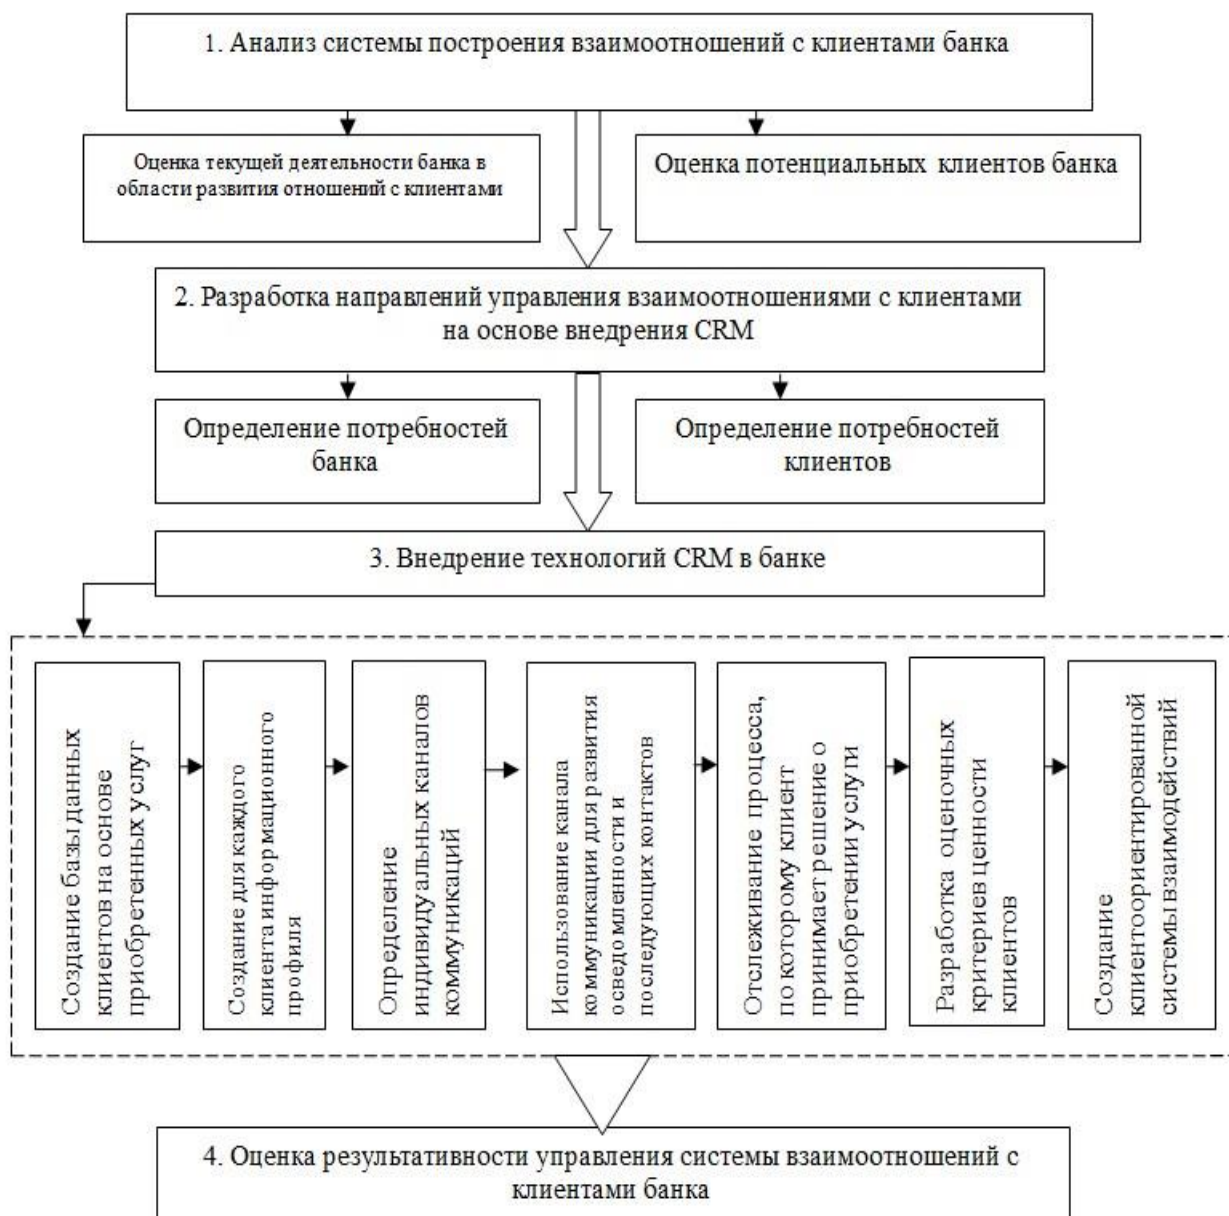 1. Анализ системы построения взаимоотношений с клиентами банка
Оценка текущей деятельности банка в
области развития отношений с клиентами
Оценка потенциальных клиентов банка
2. Разработка направлений управления взаимоотношениями с клиентами
на основе внедрения CRM
Определение потребностей
банка
Определение потребностей
клиентов
3. Внедрение технологий CRM в банке
Создание базы данных
клиентов на основе
приобретенных услуг
Создание для каждого
клиента информационного
профиля
Определение
индивидуальных каналов
коммуникаций
Использование канала
коммуникации для развития
осведомленности и
последующих контактов
Отслеживание процесса,
по которому клиент
принимает решение о
приобретении услуги
Разработка оценочных
критериев ценности
клиентов
Создание
клиентоориентированной
системы взаимодействий
4. Оценка результативности управления системы взаимоотношений с
клиентами банка